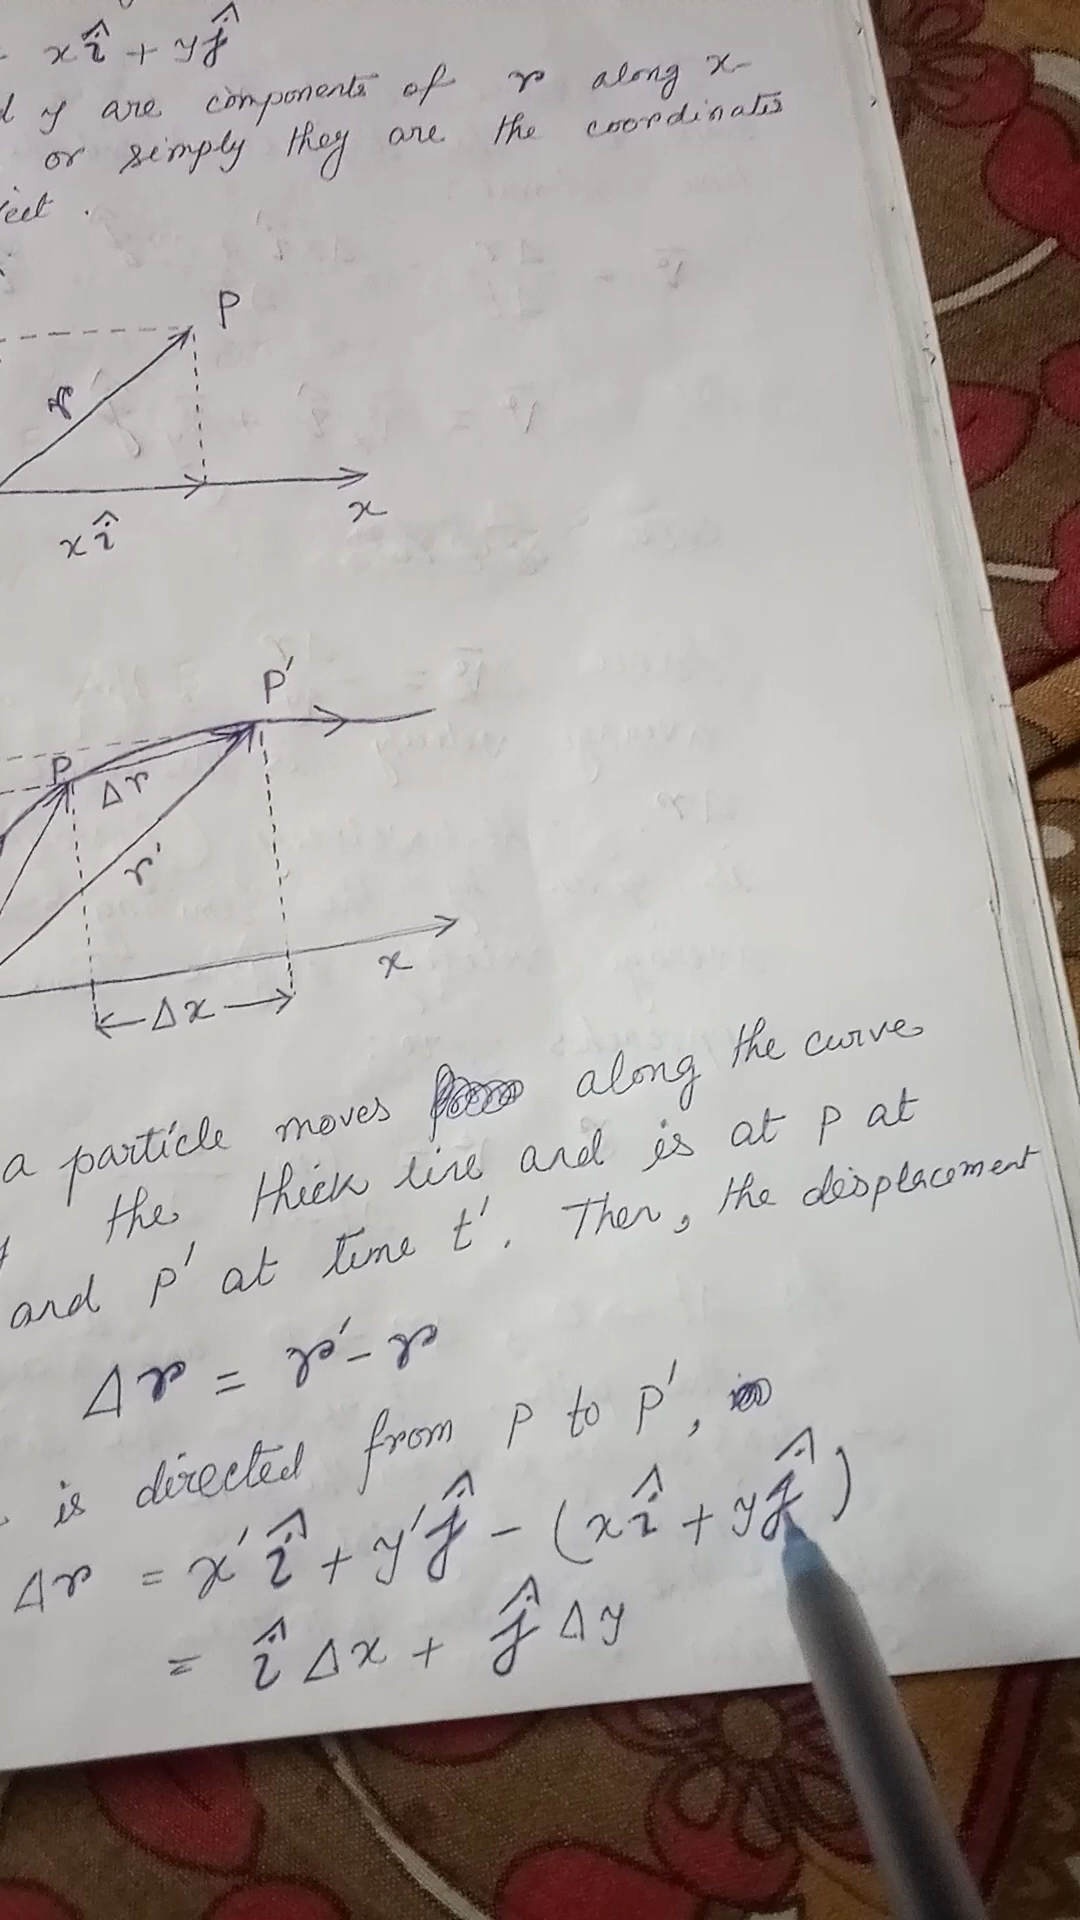 xî + yĵ
y are components of r along x-
or simply they are the coordinates
P
r
x
xî
P'
P
Δr
r'
x
Δx
a particle moves along the curve
the thick line and is at P at
and P' at time t'. Then, the displacement
Δr = r' - r
is directed from P to P',
Δr = x'î + y'ĵ - (xî + yĵ)
= îΔx + ĵΔy